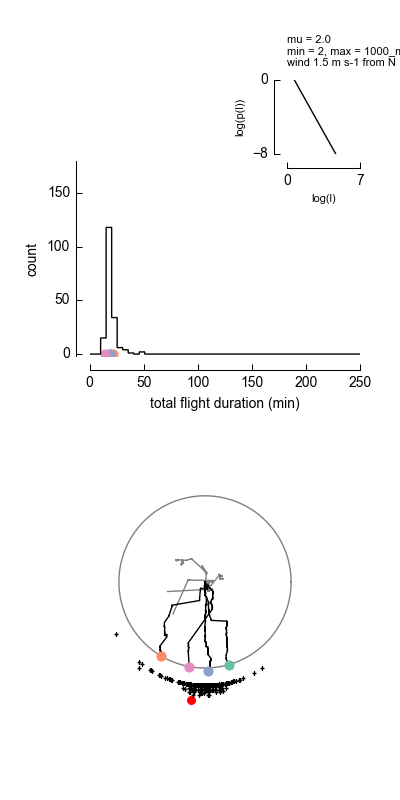 mu = 2.0
min = 2, max = 1000_m
wind 1.5 m s-1 from N
0
log(p(l))
−8
0 7
log(l)
150
100
count
50
0
0 50 100 150 200 250
total flight duration (min)